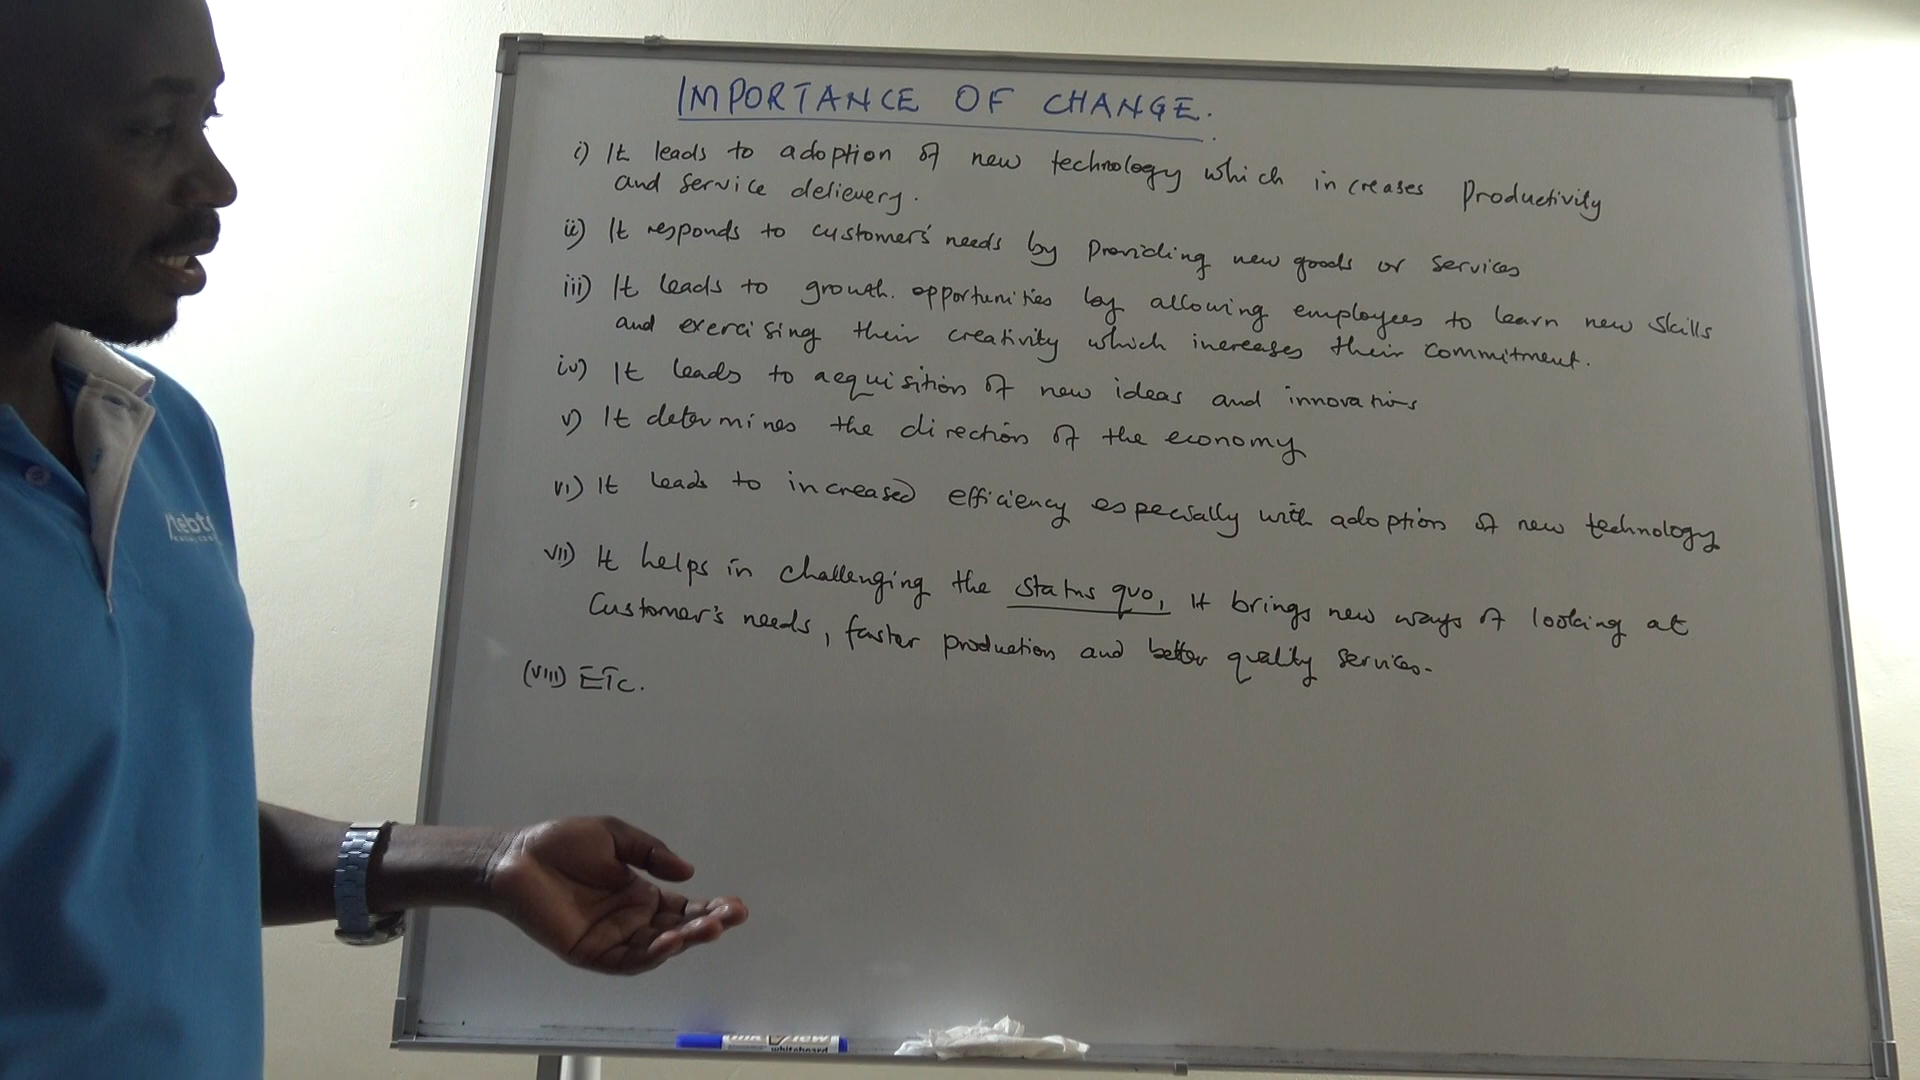 IMPORTANCE OF CHANGE.
i) It leads to adoption of new technology which increases Productivity
and service delievery.
ii) It responds to customers' needs by Providing new goods or services
iii) It leads to growth opportunities by allowing employees to learn new skills
and exercising their creativity which increases their commitment.
iv) It leads to acquisition of new ideas and innovations
v) It determines the direction of the economy
vi) It leads to increased efficiency especially with adoption of new technology
vii) It helps in challenging the status quo, it brings new ways of looking at
Customer's needs, faster production and better quality services.
(viii) ETC.
whiteboard